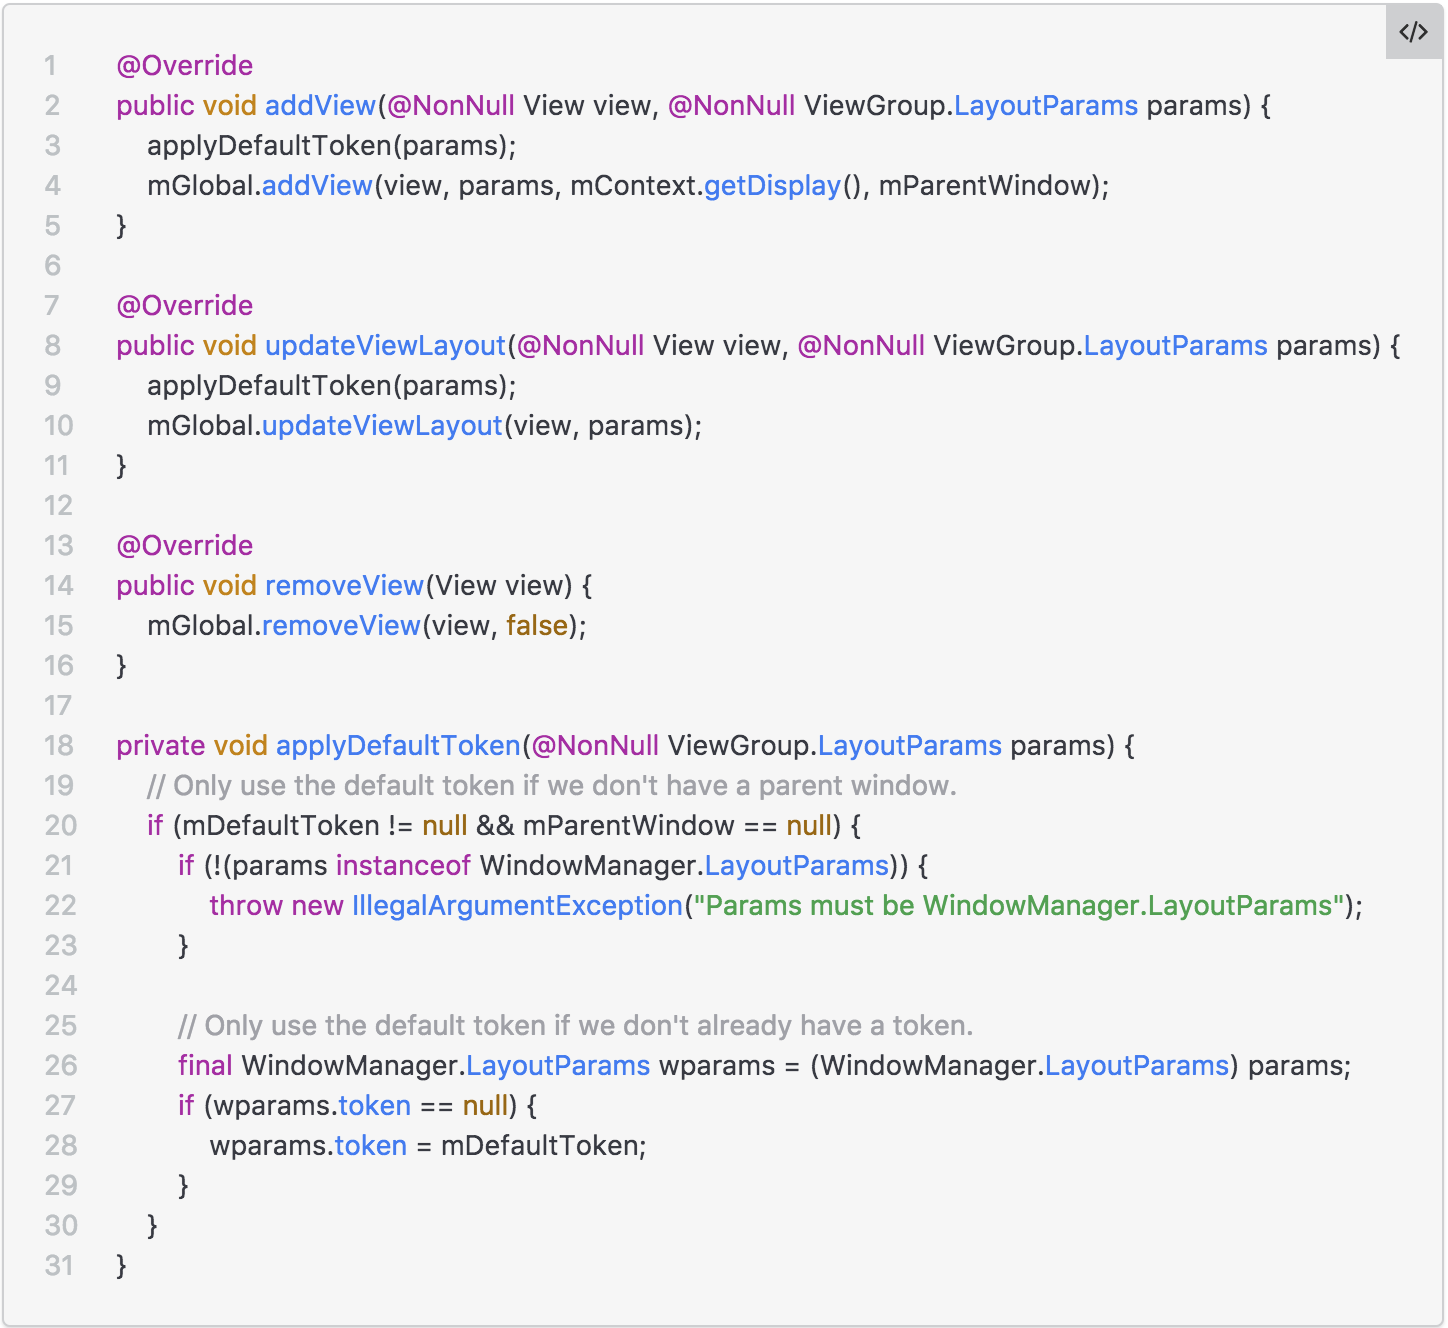 </>
1 @Override
2 public void addView(@NonNull View view, @NonNull ViewGroup.LayoutParams params) {
3     applyDefaultToken(params);
4     mGlobal.addView(view, params, mContext.getDisplay(), mParentWindow);
5 }
6
7 @Override
8 public void updateViewLayout(@NonNull View view, @NonNull ViewGroup.LayoutParams params) {
9     applyDefaultToken(params);
10     mGlobal.updateViewLayout(view, params);
11 }
12
13 @Override
14 public void removeView(View view) {
15     mGlobal.removeView(view, false);
16 }
17
18 private void applyDefaultToken(@NonNull ViewGroup.LayoutParams params) {
19     // Only use the default token if we don't have a parent window.
20     if (mDefaultToken != null && mParentWindow == null) {
21         if (!(params instanceof WindowManager.LayoutParams)) {
22             throw new IllegalArgumentException("Params must be WindowManager.LayoutParams");
23         }
24
25         // Only use the default token if we don't already have a token.
26         final WindowManager.LayoutParams wparams = (WindowManager.LayoutParams) params;
27         if (wparams.token == null) {
28             wparams.token = mDefaultToken;
29         }
30     }
31 }